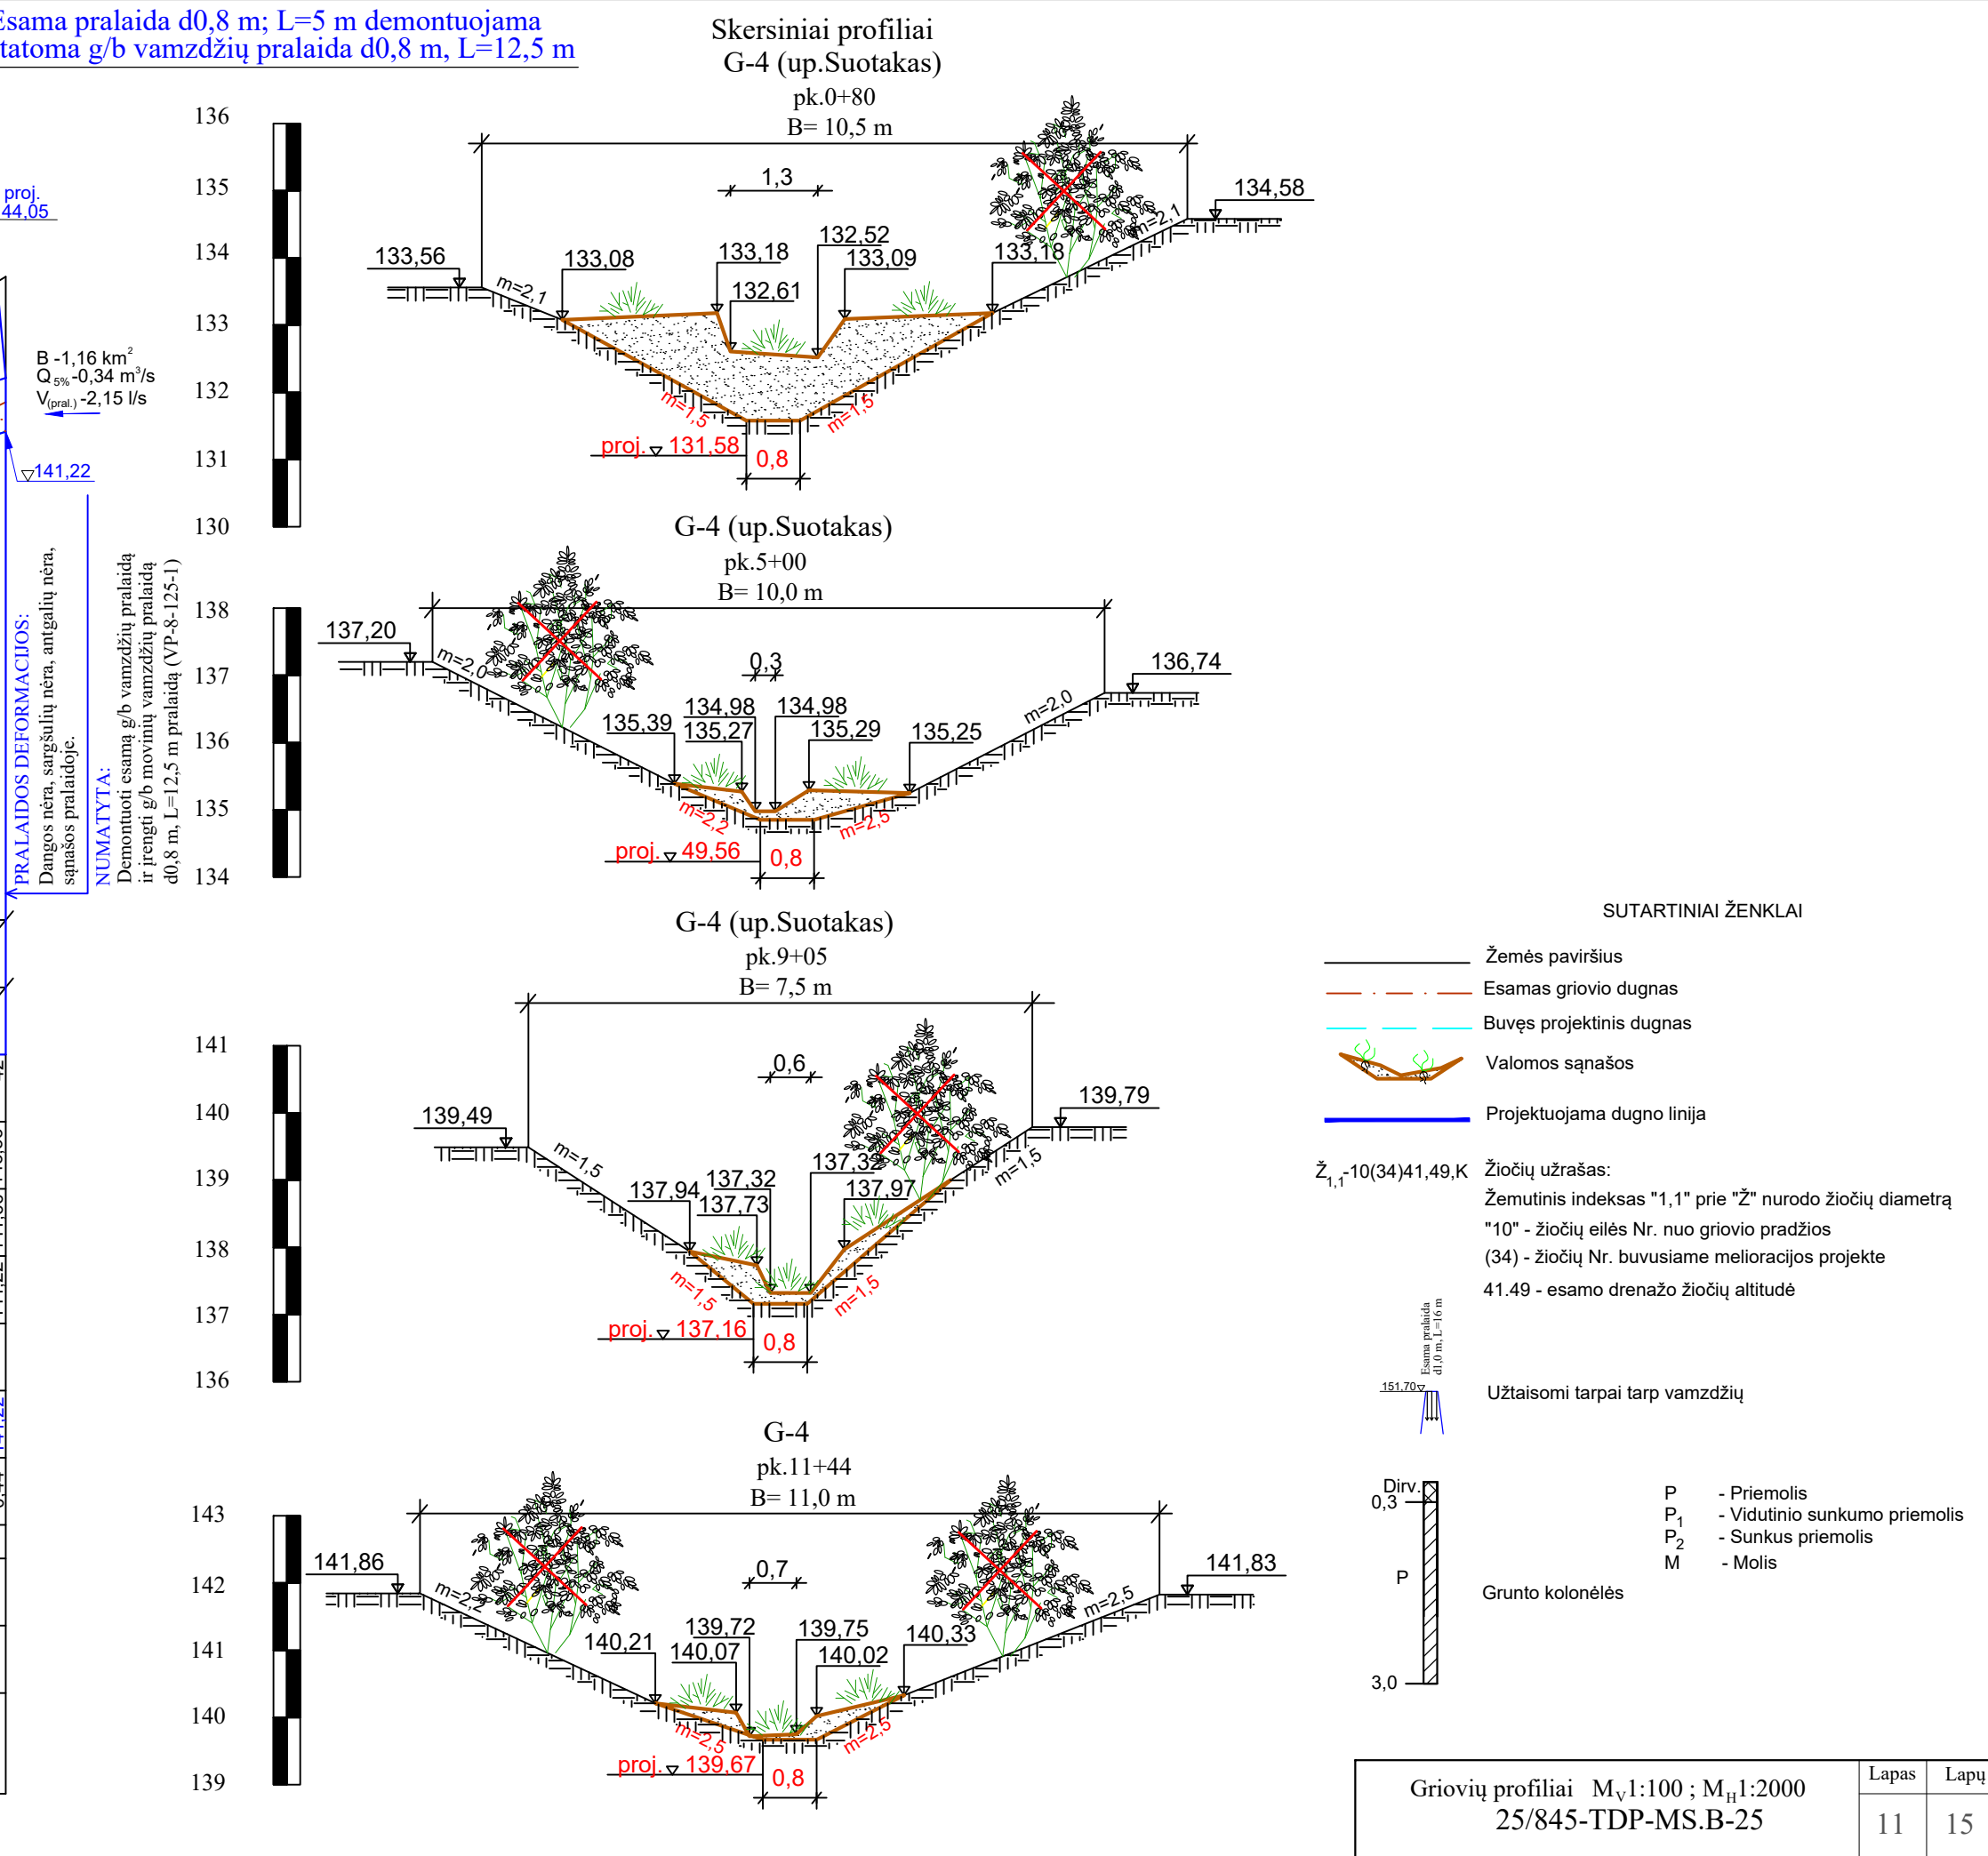 Esama pralaida d0,8 m; L=5 m demontuojama
tatoma g/b vamzdžių pralaida d0,8 m, L=12,5 m
proj.
44,05
B -1,16 km²
Q5% -0,34 m³/s
V(pral.) -2,15 l/s
141,22
PRALAIDOS DEFORMACIJOS:
Dangos nėra, sargšulių nėra, antgalių nėra,
sąnašos pralaidoje.
NUMATYTA:
Demontuoti esamą g/b vamzdžių pralaidą
ir įrengti g/b movinių vamzdžių pralaidą
d0,8 m, L=12,5 m pralaidą (VP-8-125-1)
Skersiniai profiliai
G-4 (up.Suotakas)
pk.0+80
B= 10,5 m
136
135
134
133
132
131
130
1,3
133,56
133,08
133,18
132,61
132,52
133,09
133,18
134,58
m=2,1
m=2,1
m=1,5
m=1,5
proj. 131,58
0,8
G-4 (up.Suotakas)
pk.5+00
B= 10,0 m
138
137
136
135
134
0,3
137,20
135,39
134,98
135,27
134,98
135,29
135,25
136,74
m=2,0
m=2,0
m=2,2
m=2,5
proj. 49,56
0,8
G-4 (up.Suotakas)
pk.9+05
B= 7,5 m
141
140
139
138
137
136
0,6
139,49
137,94
137,32
137,73
137,32
137,97
139,79
m=1,5
m=1,5
m=1,5
m=1,5
proj. 137,16
0,8
G-4
pk.11+44
B= 11,0 m
143
142
141
140
139
0,7
141,86
140,21
139,72
140,07
139,75
140,02
140,33
141,83
m=2,2
m=2,5
m=2,5
m=2,5
proj. 139,67
0,8
SUTARTINIAI ŽENKLAI
Žemės paviršius
Esamas griovio dugnas
Buvęs projektinis dugnas
Valomos sąnašos
Projektuojama dugno linija
Ž1,1-10(34)41,49,K
Žiočių užrašas:
Žemutinis indeksas "1,1" prie "Ž" nurodo žiočių diametrą
"10" - žiočių eilės Nr. nuo griovio pradžios
(34) - žiočių Nr. buvusiame melioracijos projekte
41.49 - esamo drenažo žiočių altitudė
Esama pralaida
d1,0 m, L=16 m
151,70
Užtaisomi tarpai tarp vamzdžių
Dirv.
0,3
P
3,0
P - Priemolis
P1 - Vidutinio sunkumo priemolis
P2 - Sunkus priemolis
M - Molis
Grunto kolonėlės
Griovių profiliai MV1:100 ; MH1:2000
25/845-TDP-MS.B-25
Lapas
Lapų
11
15